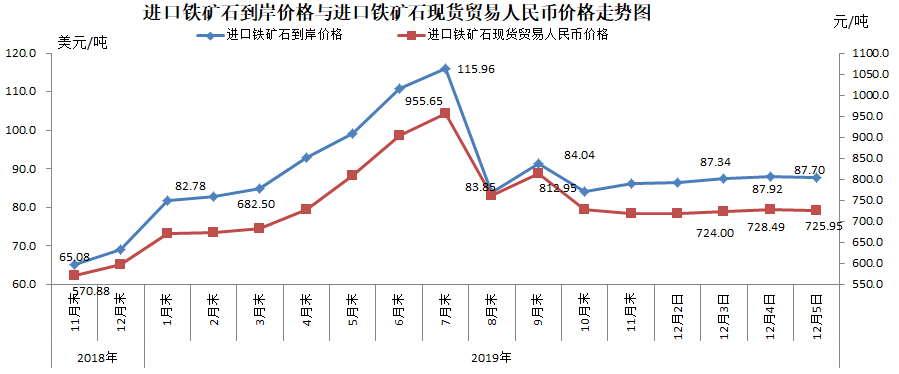 进口铁矿石到岸价格与进口铁矿石现货贸易人民币价格走势图
美元/吨
进口铁矿石到岸价格
进口铁矿石现货贸易人民币价格
元/吨
120.0
110.0
100.0
90.0
80.0
70.0
60.0
1100.0
1050.0
1000.0
950.0
900.0
850.0
800.0
750.0
700.0
650.0
600.0
550.0
65.08
82.78
115.96
83.85
84.04
87.34
87.92
87.70
570.88
682.50
955.65
812.95
724.00
728.49
725.95
11月末
12月末
1月末
2月末
3月末
4月末
5月末
6月末
7月末
8月末
9月末
10月末
11月末
12月2日
12月3日
12月4日
12月5日
2018年
2019年